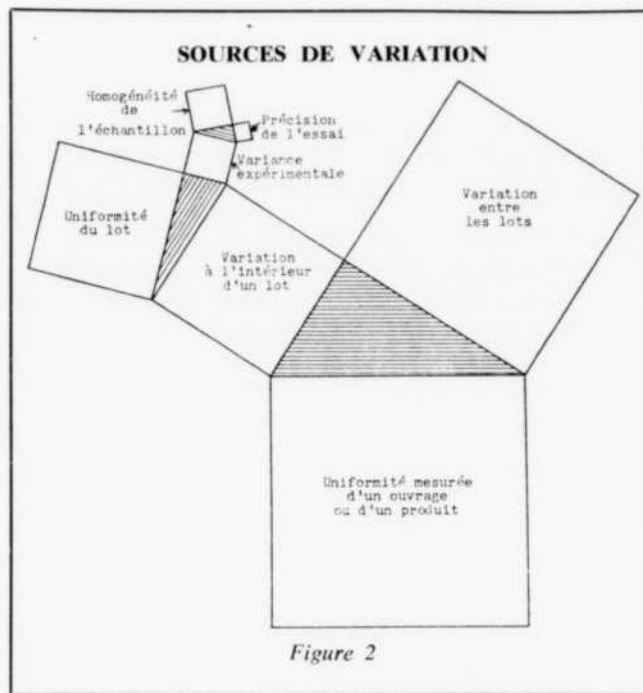 SOURCES DE VARIATION
Homogénéité
de
l'échantillon
Précision
de l'essai
Variance
expérimentale
Uniformité
du lot
Variation
à l'intérieur
d'un lot
Variation
entre
les lots
Uniformité mesurée
d'un ouvrage
ou d'un produit
Figure 2